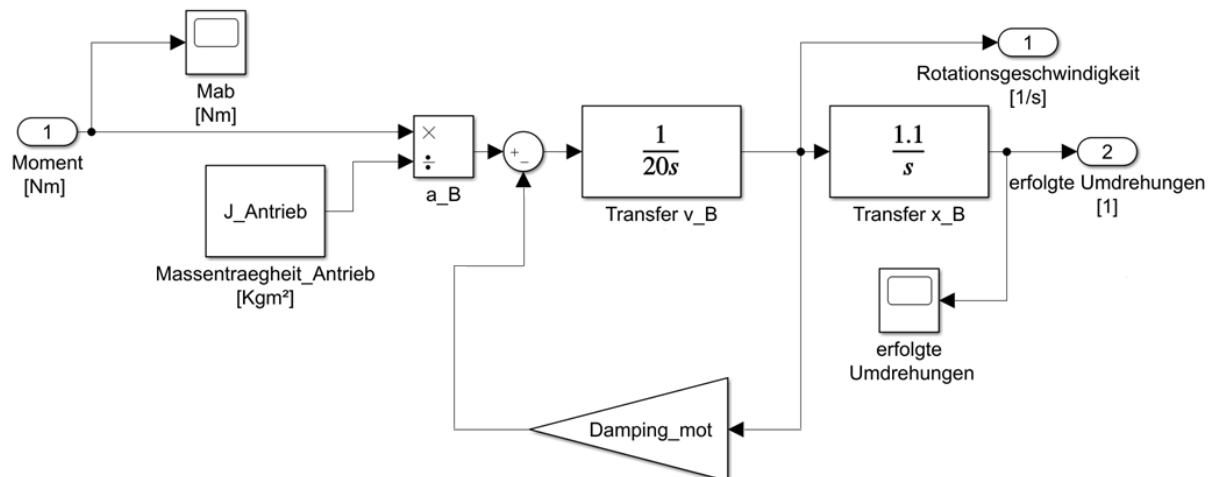 Mab
[Nm]
1
Moment
[Nm]
J_Antrieb
Massentraegheit_Antrieb
[Kgm²]
×
÷
a_B
+
−
1
20s
Transfer v_B
1.1
s
Transfer x_B
1
Rotationsgeschwindigkeit
[1/s]
2
erfolgte Umdrehungen
[1]
erfolgte
Umdrehungen
Damping_mot